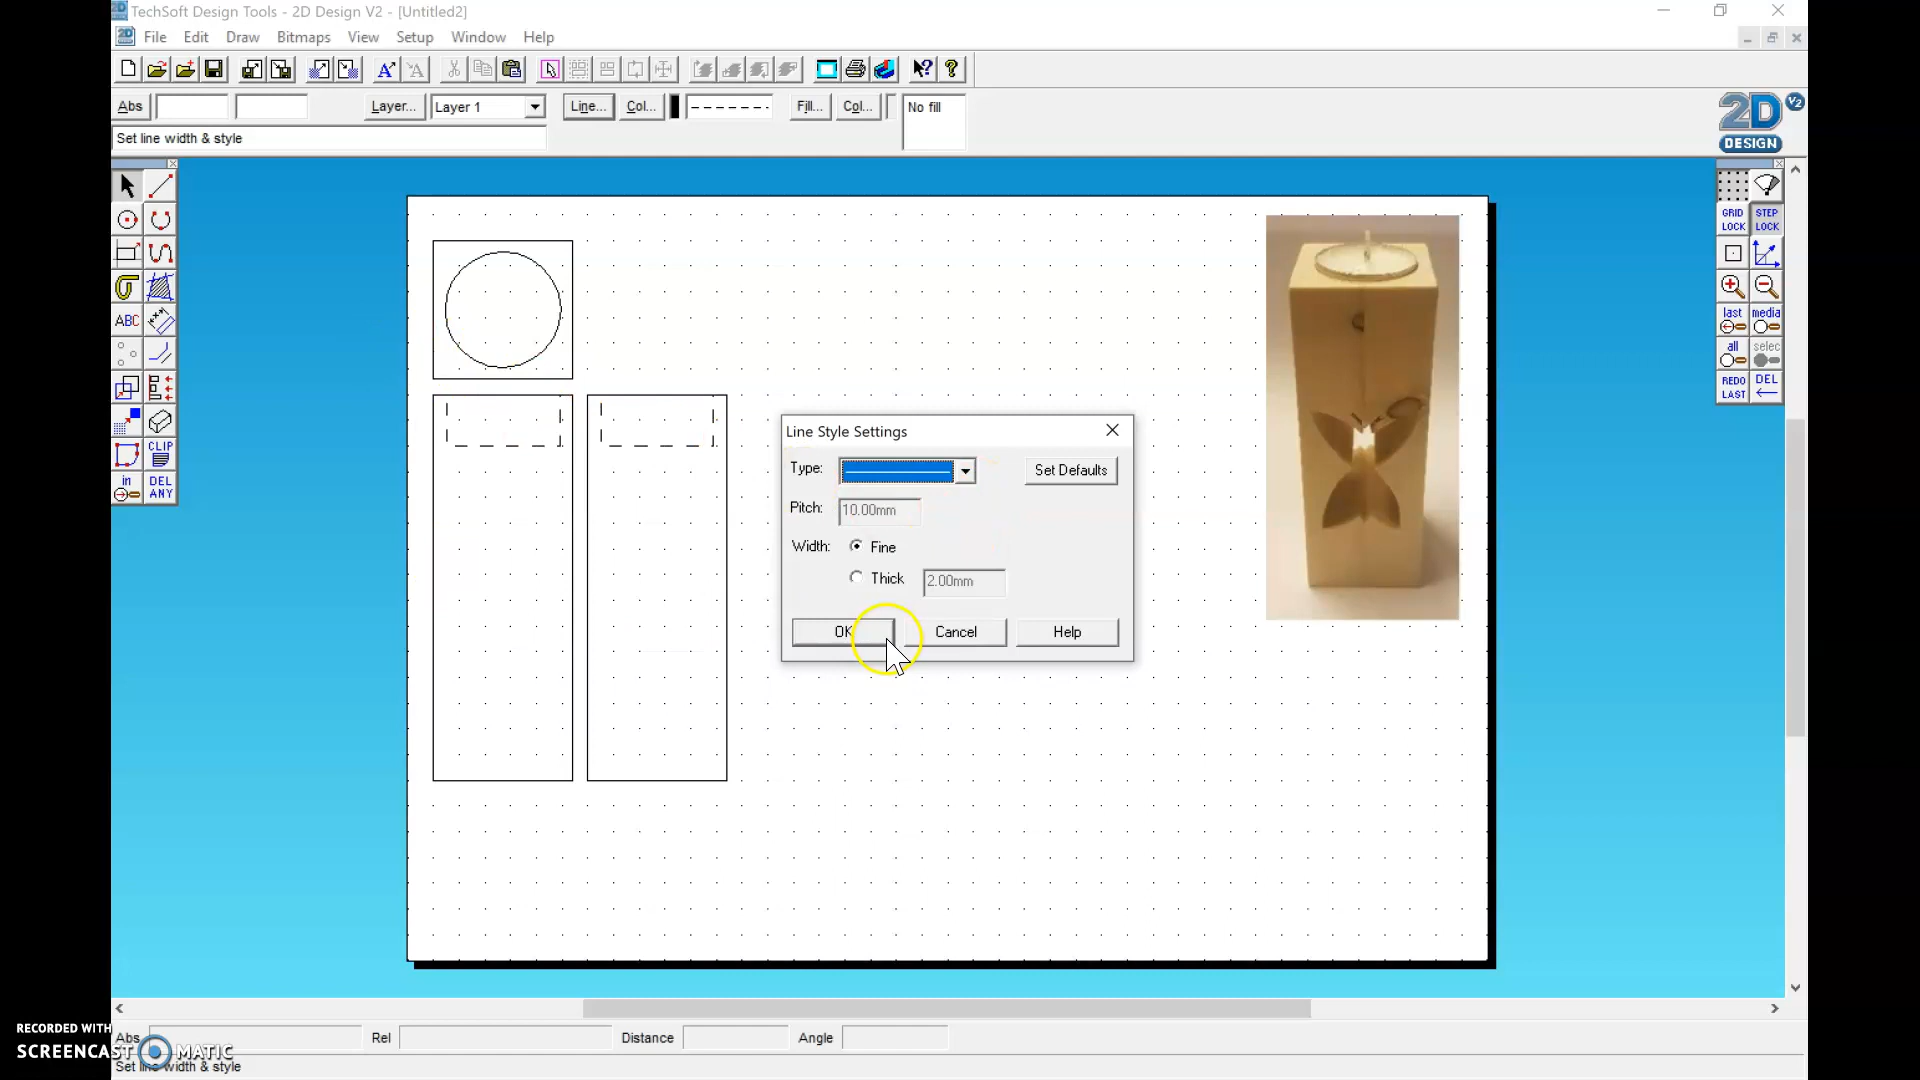 TechSoft Design Tools - 2D Design V2 - [Untitled2]
2D File Edit Draw Bitmaps View Setup Window Help
Abs Layer... Layer 1 Line... Col... Fill... Col... No fill
Set line width & style
2D V2
DESIGN
GRID LOCK STEP LOCK
ABC
last media
all selec
REDO LAST DEL
CLIP
in DEL ANY
Line Style Settings
Type: Set Defaults
Pitch: 10.00mm
Width: Fine
Thick 2.00mm
OK Cancel Help
RECORDED WITH
SCREENCAST MATIC
Abs Rel Distance Angle
Set line width & style